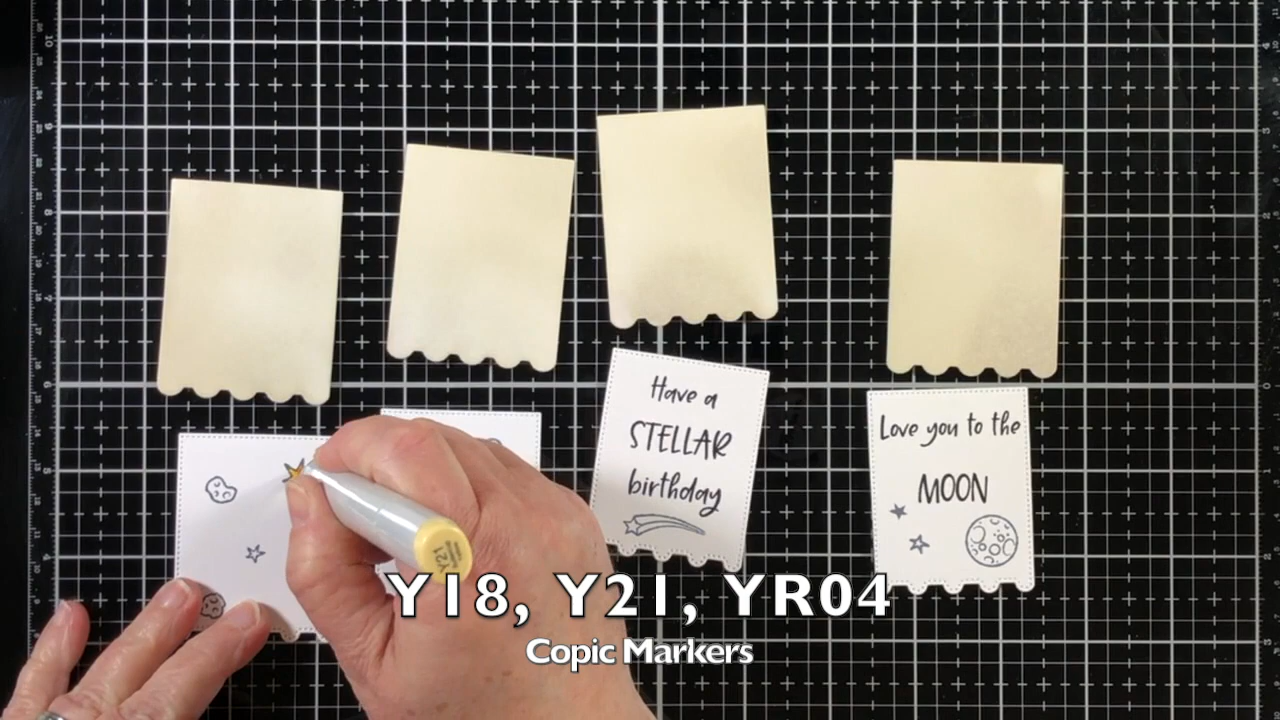 Have a
STELLAR
birthday
Love you to the
MOON
Y21
Y18, Y21, YR04
Copic Markers